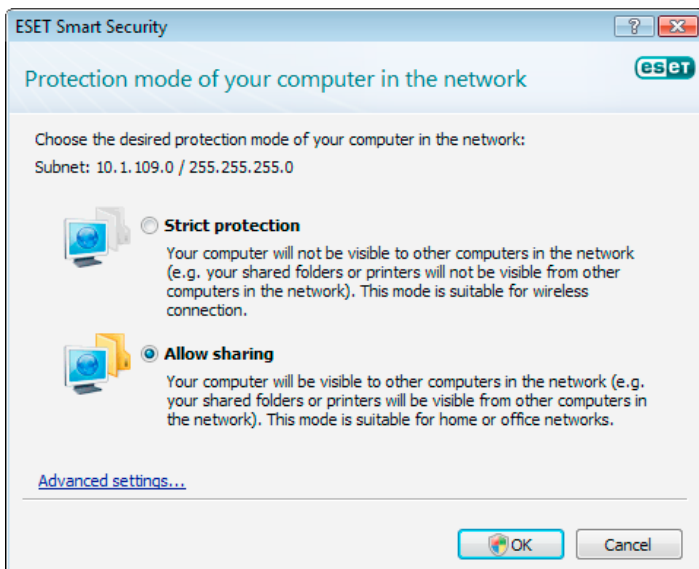 ESET Smart Security
Protection mode of your computer in the network
eseT
Choose the desired protection mode of your computer in the network:
Subnet: 10.1.109.0 / 255.255.255.0
Strict protection
Your computer will not be visible to other computers in the network
(e.g. your shared folders or printers will not be visible from other
computers in the network). This mode is suitable for wireless
connection.
Allow sharing
Your computer will be visible to other computers in the network (e.g.
your shared folders or printers will be visible from other computers in
the network). This mode is suitable for home or office networks.
Advanced settings...
OK
Cancel